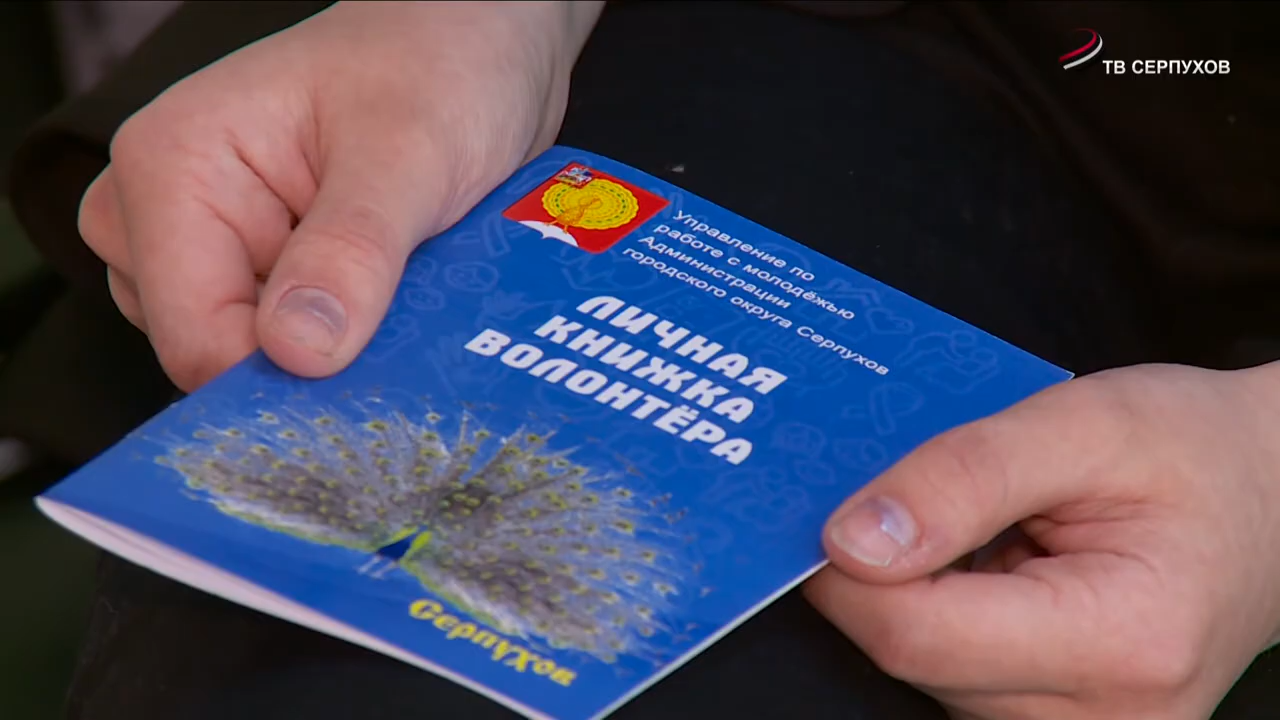 ТВ СЕРПУХОВ
Управление по
работе с молодёжью
Администрации
городского округа Серпухов
ЛИЧНАЯ
КНИЖКА
ВОЛОНТЁРА
Серпухов